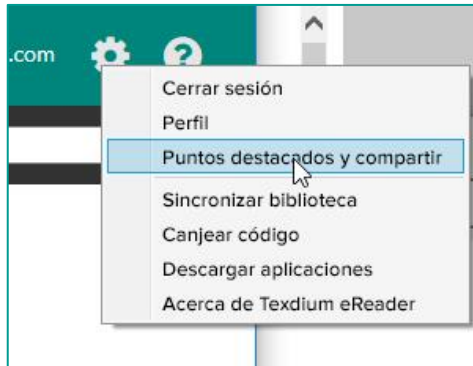 .com
Cerrar sesión
Perfil
Puntos destacados y compartir
Sincronizar biblioteca
Canjear código
Descargar aplicaciones
Acerca de Texdium eReader